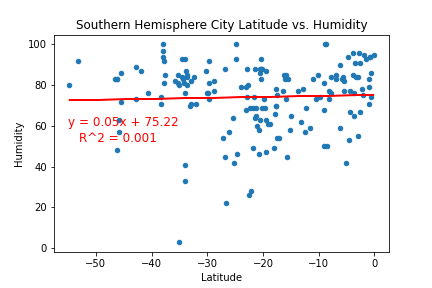 Southern Hemisphere City Latitude vs. Humidity
100
80
60
40
20
0
Humidity
y = 0.05x + 75.22
R^2 = 0.001
−50 −40 −30 −20 −10 0
Latitude